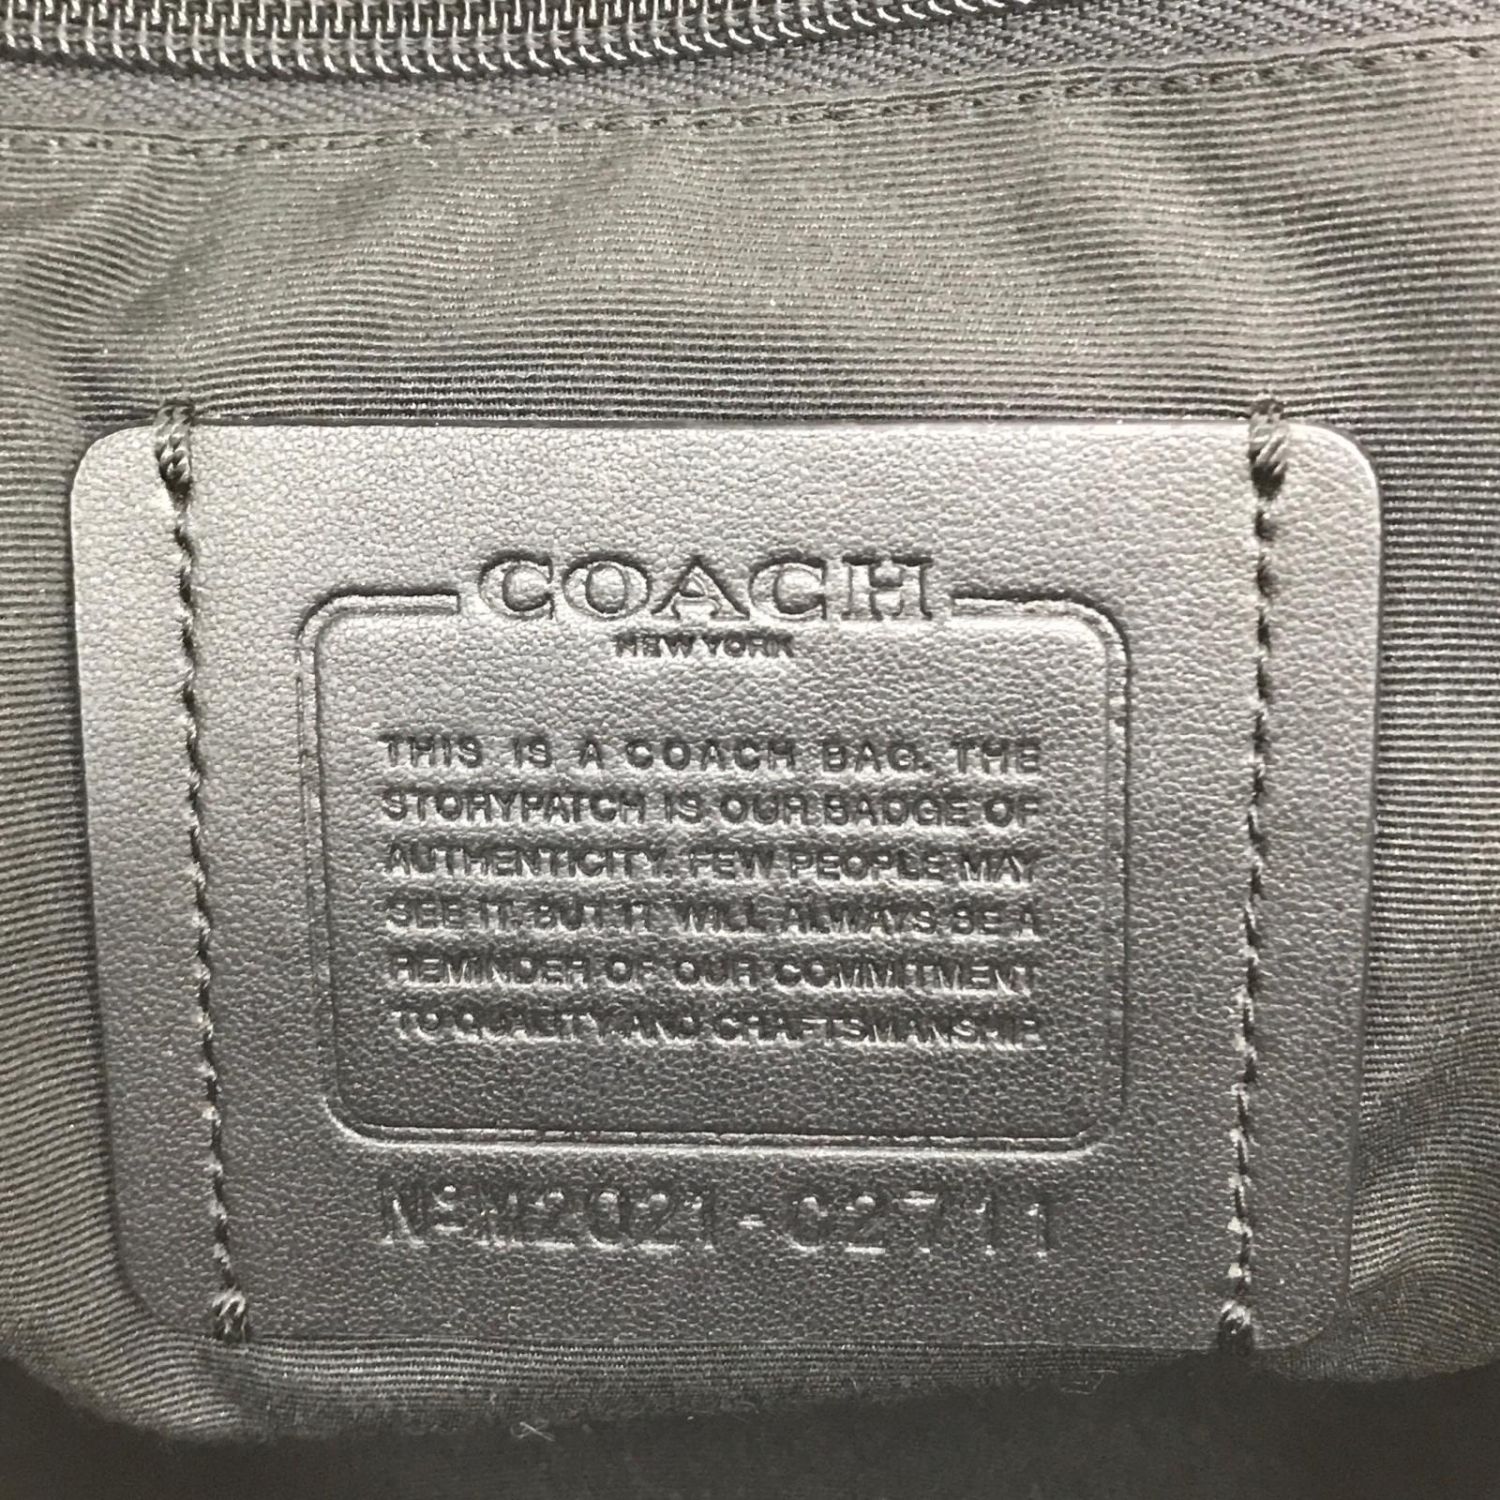 COACH
NEW YORK
THIS IS A COACH BAG. THE
STORYPATCH IS OUR BADGE OF
AUTHENTICITY. FEW PEOPLE MAY
SEE IT. BUT IT WILL ALWAYS BE A
REMINDER OF OUR COMMITMENT
TO QUALITY AND CRAFTSMANSHIP.
N9M2021-C2711